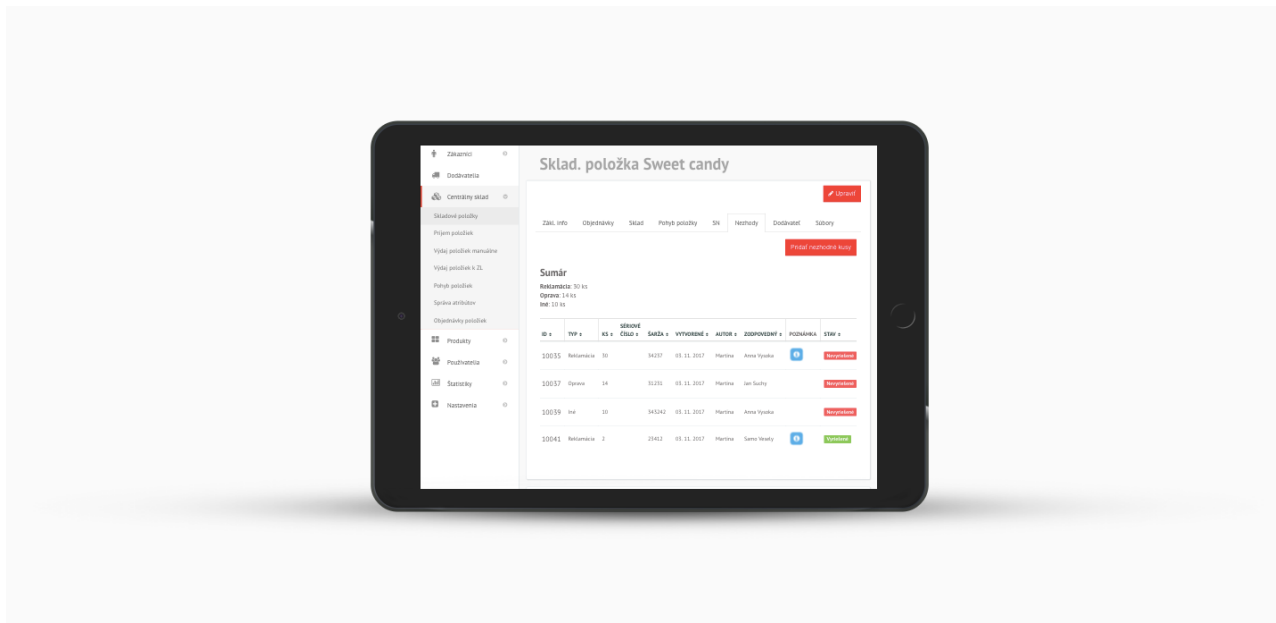 Zákazníci
Dodávatelia
Centrálny sklad
Skladové položky
Príjem položiek
Výdaj položiek manuálne
Výdaj položiek k ZL
Pohyb položiek
Správa atribútov
Objednávky položiek
Produkty
Používatelia
Štatistiky
Nastavenia
Sklad. položka Sweet candy
Upraviť
Zákl. info Objednávky Sklad Pohyb položky SN Nezhody Dodávateľ Súbory
Pridať nezhodné kusy
Sumár
Reklamácia: 30 ks
Oprava: 14 ks
Iné: 10 ks
ID TYP KS SÉRIOVÉ ČÍSLO ŠARŽA VYTVORENÉ AUTOR ZODPOVEDNÝ POZNÁMKA STAV
10035 Reklamácia 30 34237 03. 11. 2017 Martina Anna Vysoka Nevyriešené
10037 Oprava 14 31231 03. 11. 2017 Martina Jan Suchy Nevyriešené
10039 Iné 10 343242 03. 11. 2017 Martina Anna Vysoka Nevyriešené
10041 Reklamácia 2 23412 03. 11. 2017 Martina Samo Vesely Vyriešené